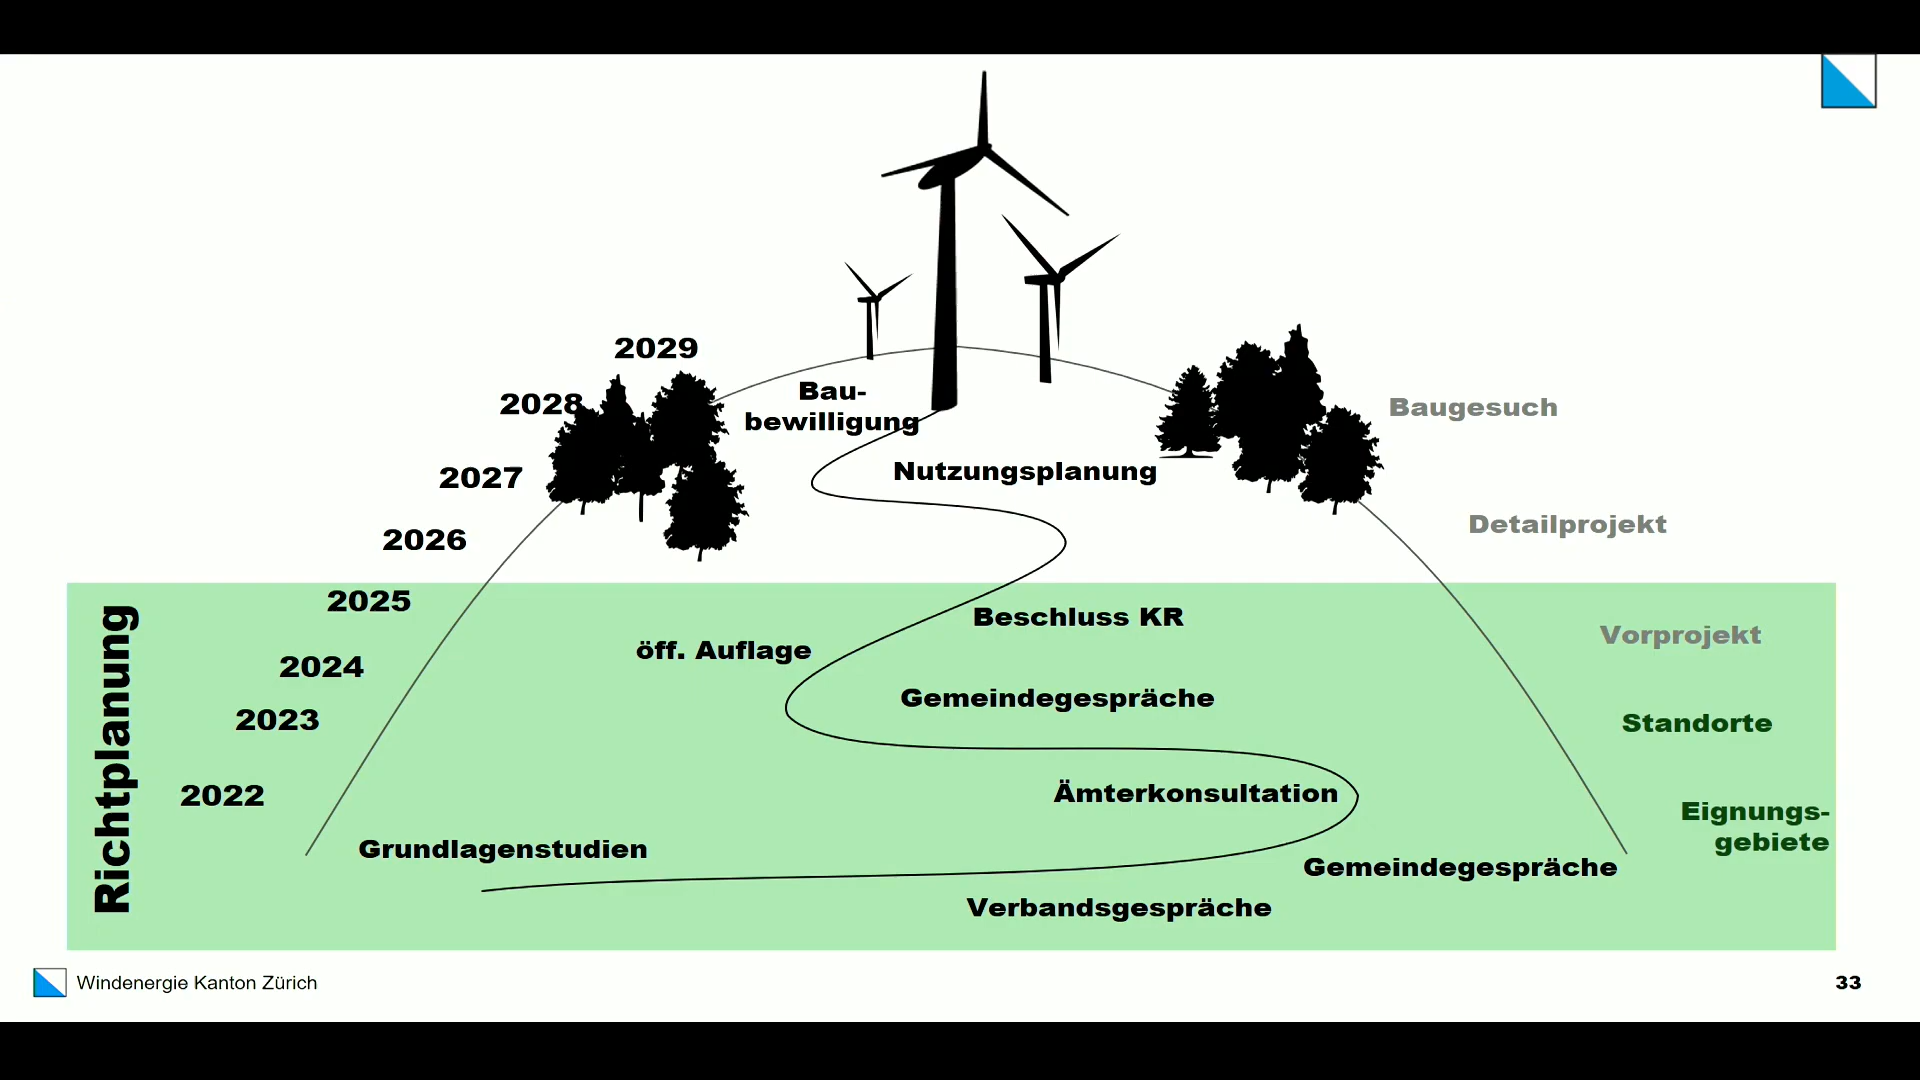 2029
2028
Bau-
bewilligung
Baugesuch
2027
Nutzungsplanung
2026
Detailprojekt
Richtplanung
2025
Beschluss KR
öff. Auflage
Vorprojekt
2024
Gemeindegespräche
2023
Standorte
2022
Ämterkonsultation
Eignungs-
gebiete
Grundlagenstudien
Gemeindegespräche
Verbandsgespräche
Windenergie Kanton Zürich
33